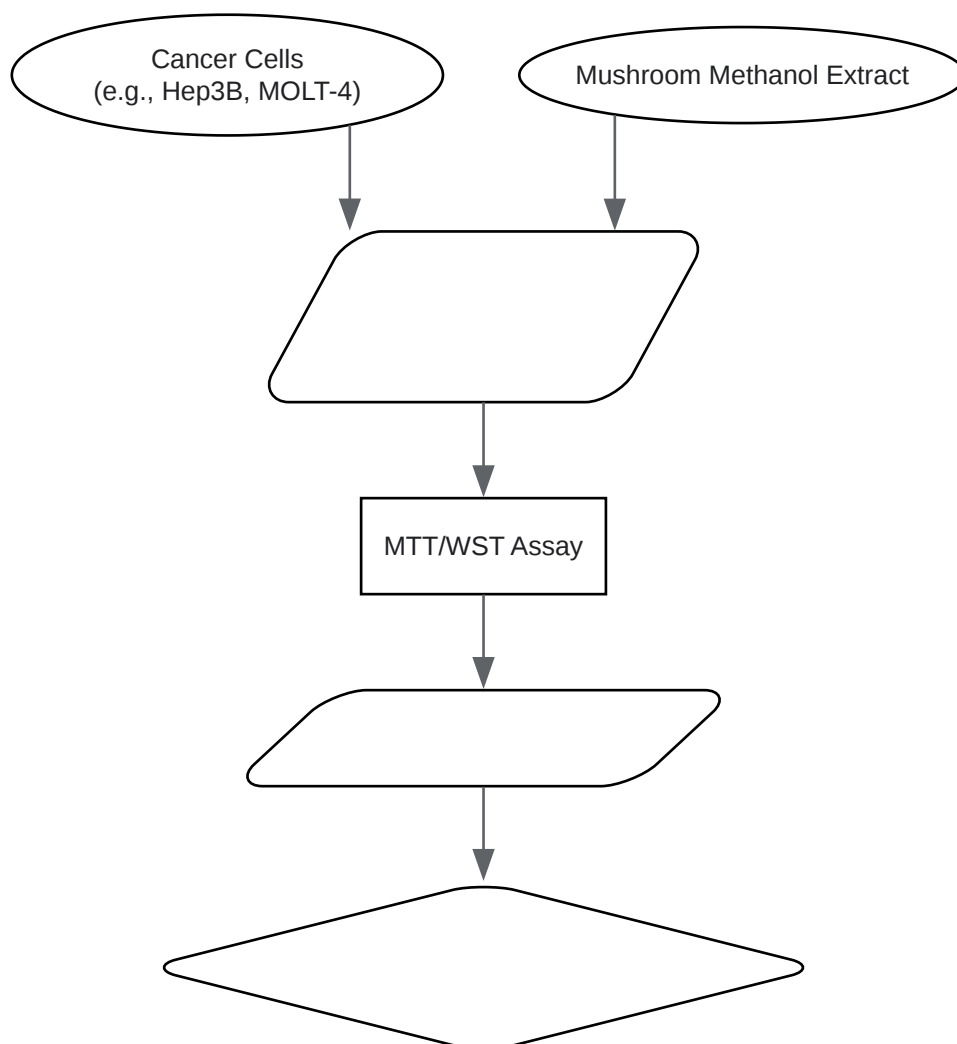 Cancer Cells
(e.g., Hep3B, MOLT-4)
Mushroom Methanol Extract
MTT/WST Assay